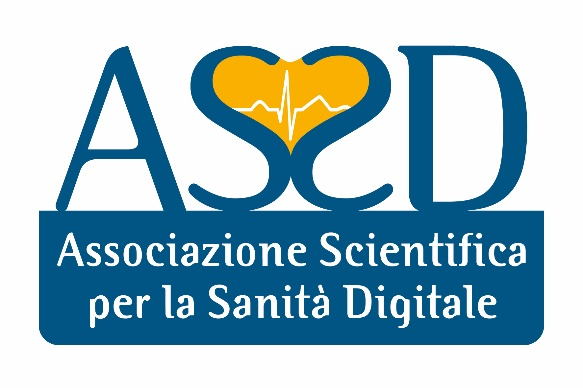 ASSD
Associazione Scientifica
per la Sanità Digitale